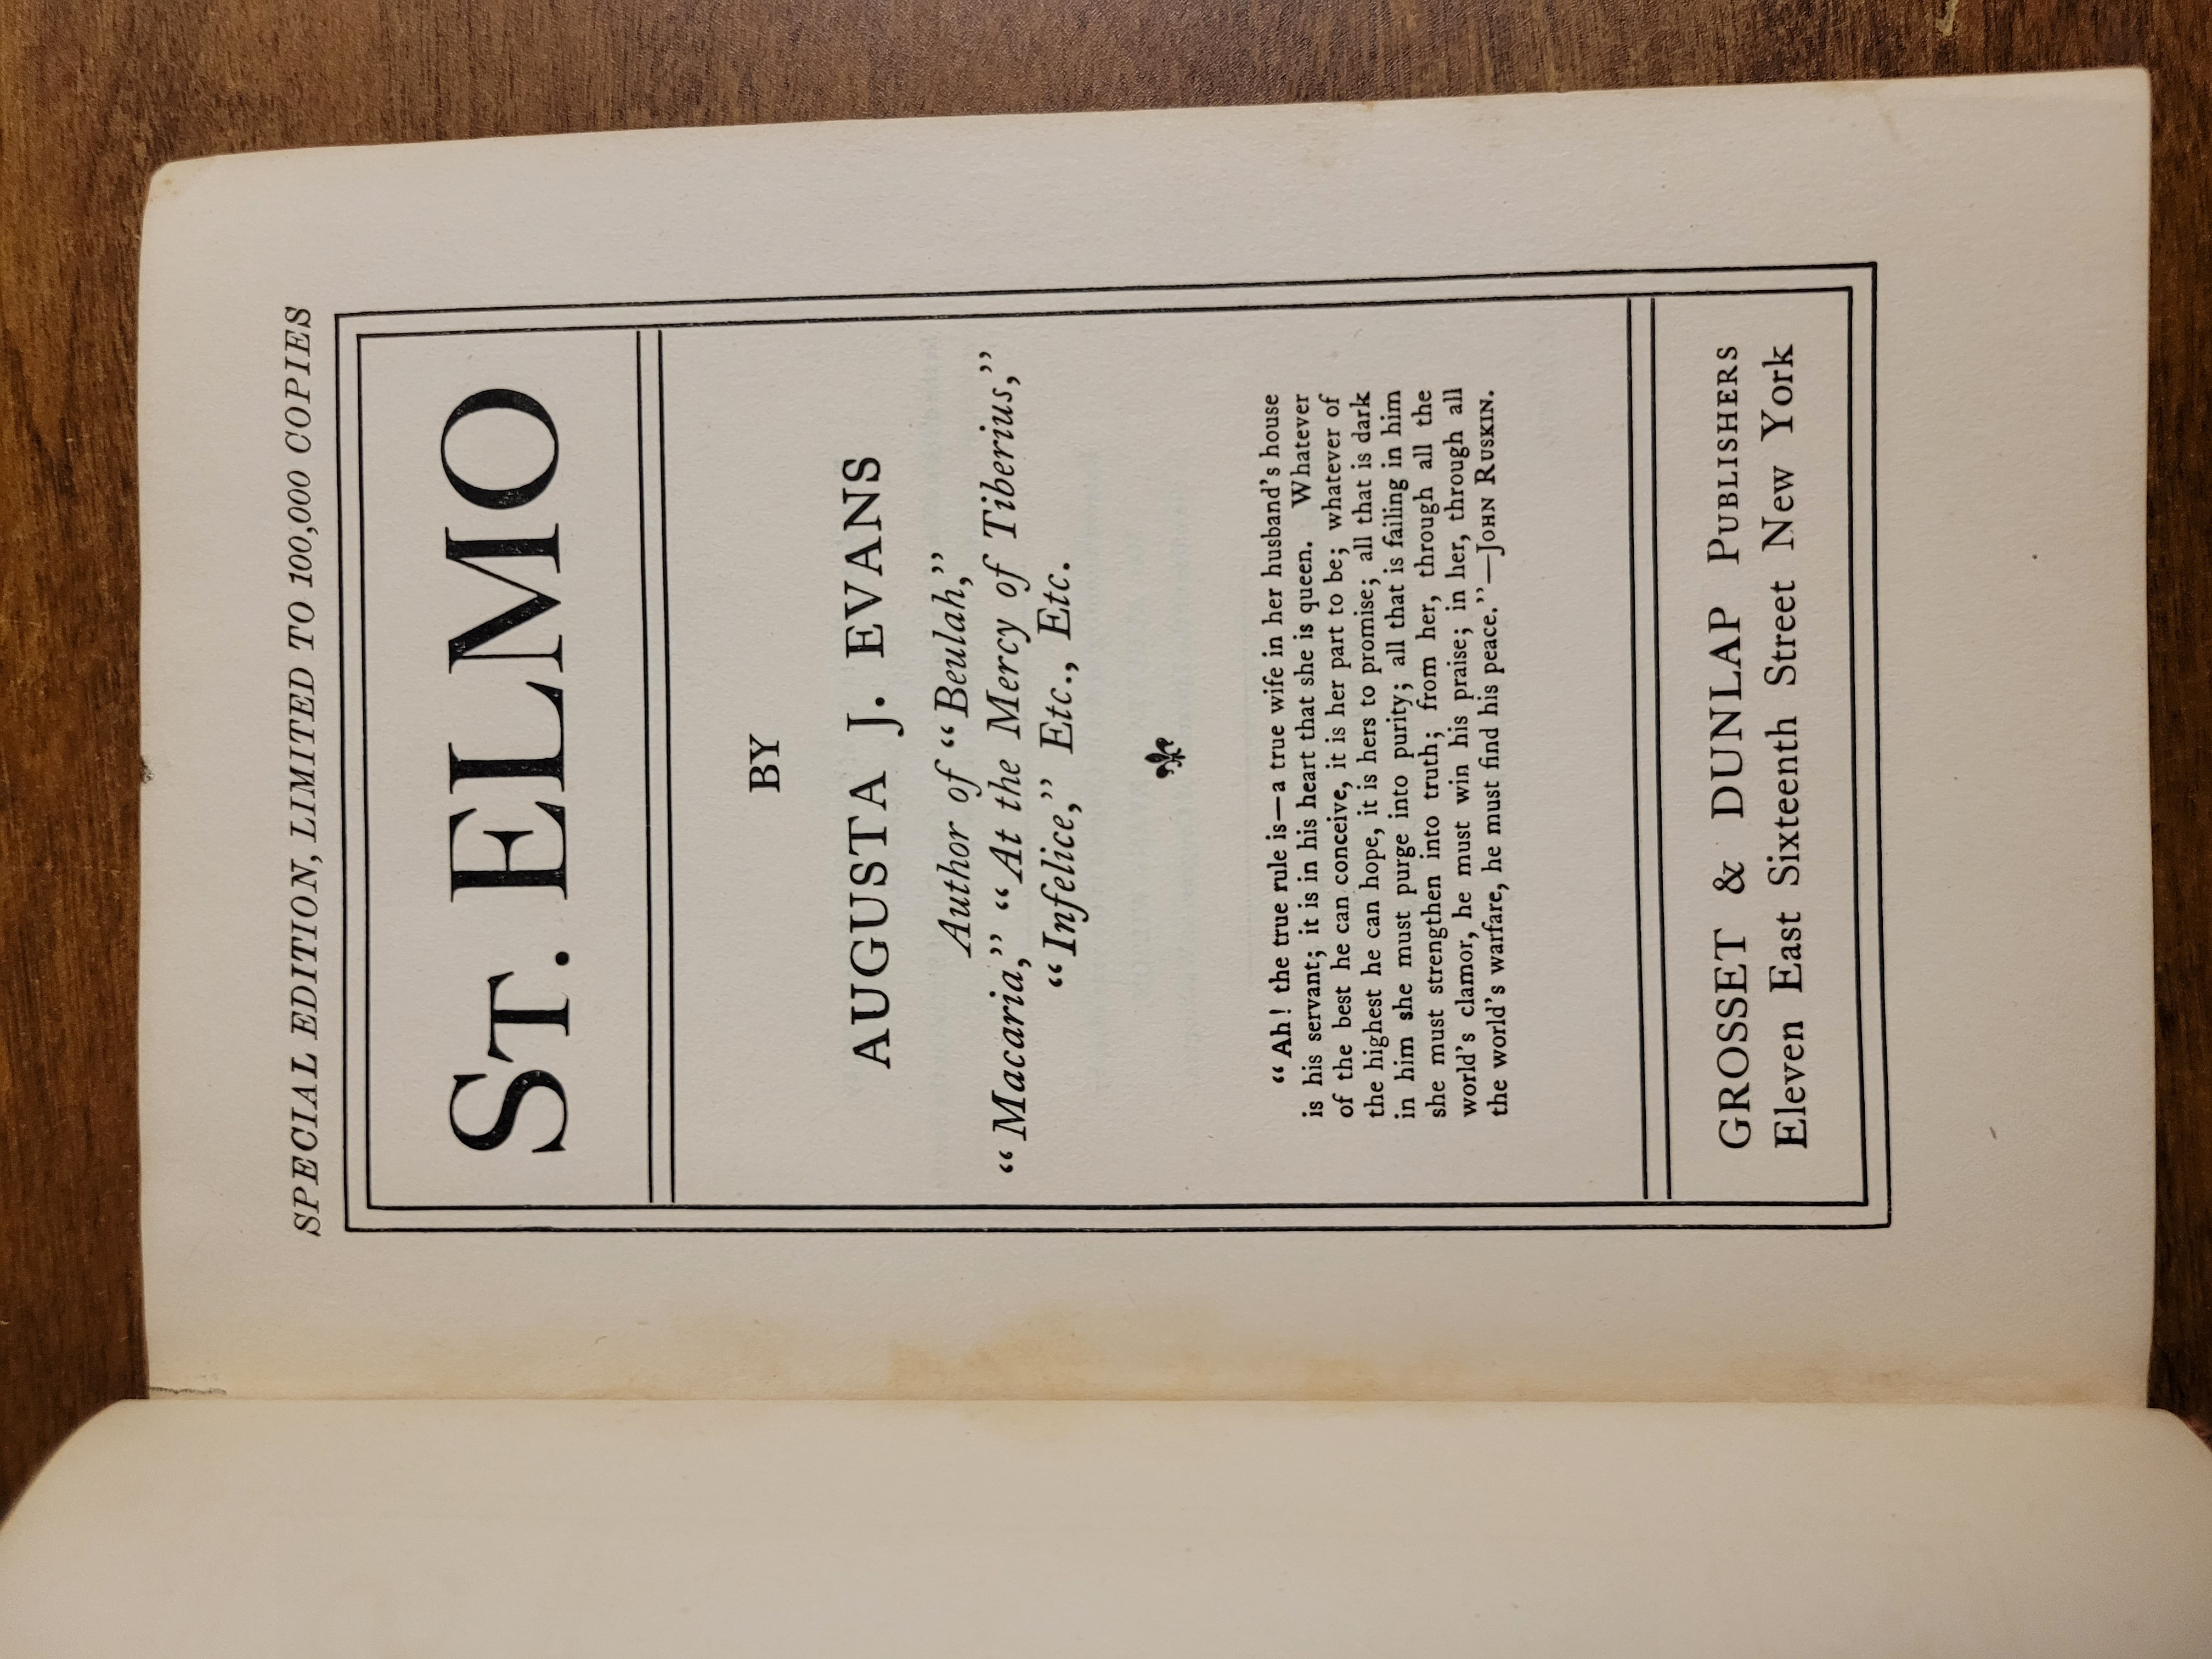 SPECIAL EDITION, LIMITED TO 100,000 COPIES
ST. ELMO
BY
AUGUSTA J. EVANS
Author of “Beulah,”
“Macaria,” “At the Mercy of Tiberius,”
“Infelice,” Etc., Etc.
“Ah! the true rule is—a true wife in her husband's house
is his servant; it is in his heart that she is queen. Whatever
of the best he can conceive, it is her part to be; whatever of
the highest he can hope, it is hers to promise; all that is dark
in him she must purge into purity; all that is failing in him
she must strengthen into truth; from her, through all the
world's clamor, he must win his praise; in her, through all
the world's warfare, he must find his peace.”—JOHN RUSKIN.
GROSSET & DUNLAP PUBLISHERS
Eleven East Sixteenth Street New York